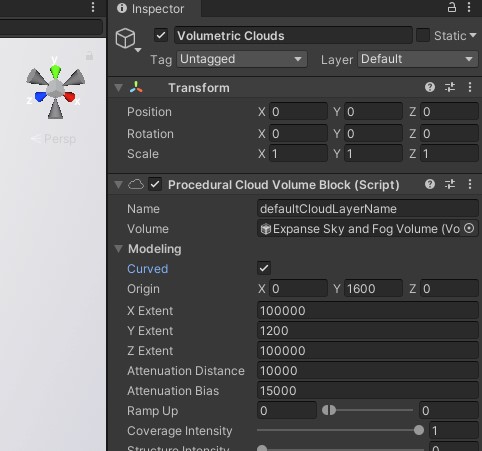 Inspector
Volumetric Clouds
Static
Tag Untagged Layer Default
Transform
Position X 0 Y 0 Z 0
Rotation X 0 Y 0 Z 0
Scale X 1 Y 1 Z 1
y
z x
Persp
Procedural Cloud Volume Block (Script)
Name defaultCloudLayerName
Volume Expanse Sky and Fog Volume (Vo
Modeling
Curved
Origin X 0 Y 1600 Z 0
X Extent 100000
Y Extent 1200
Z Extent 100000
Attenuation Distance 10000
Attenuation Bias 15000
Ramp Up 0 0
Coverage Intensity 1
Structure Intensity 0